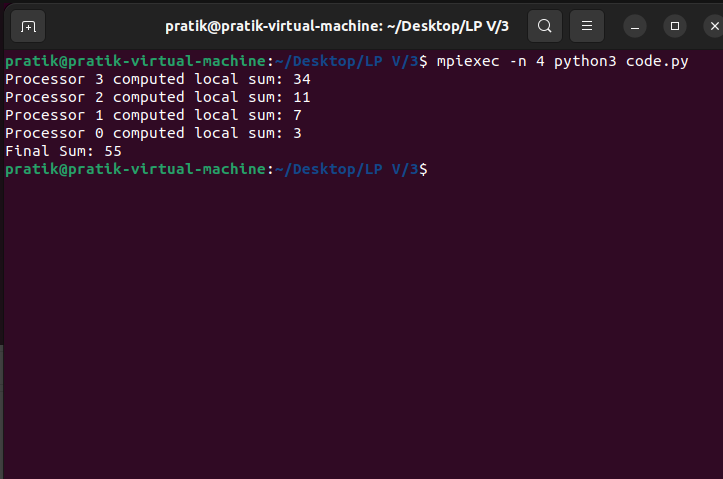 pratik@pratik-virtual-machine: ~/Desktop/LP V/3
pratik@pratik-virtual-machine:~/Desktop/LP V/3$ mpiexec -n 4 python3 code.py
Processor 3 computed local sum: 34
Processor 2 computed local sum: 11
Processor 1 computed local sum: 7
Processor 0 computed local sum: 3
Final Sum: 55
pratik@pratik-virtual-machine:~/Desktop/LP V/3$